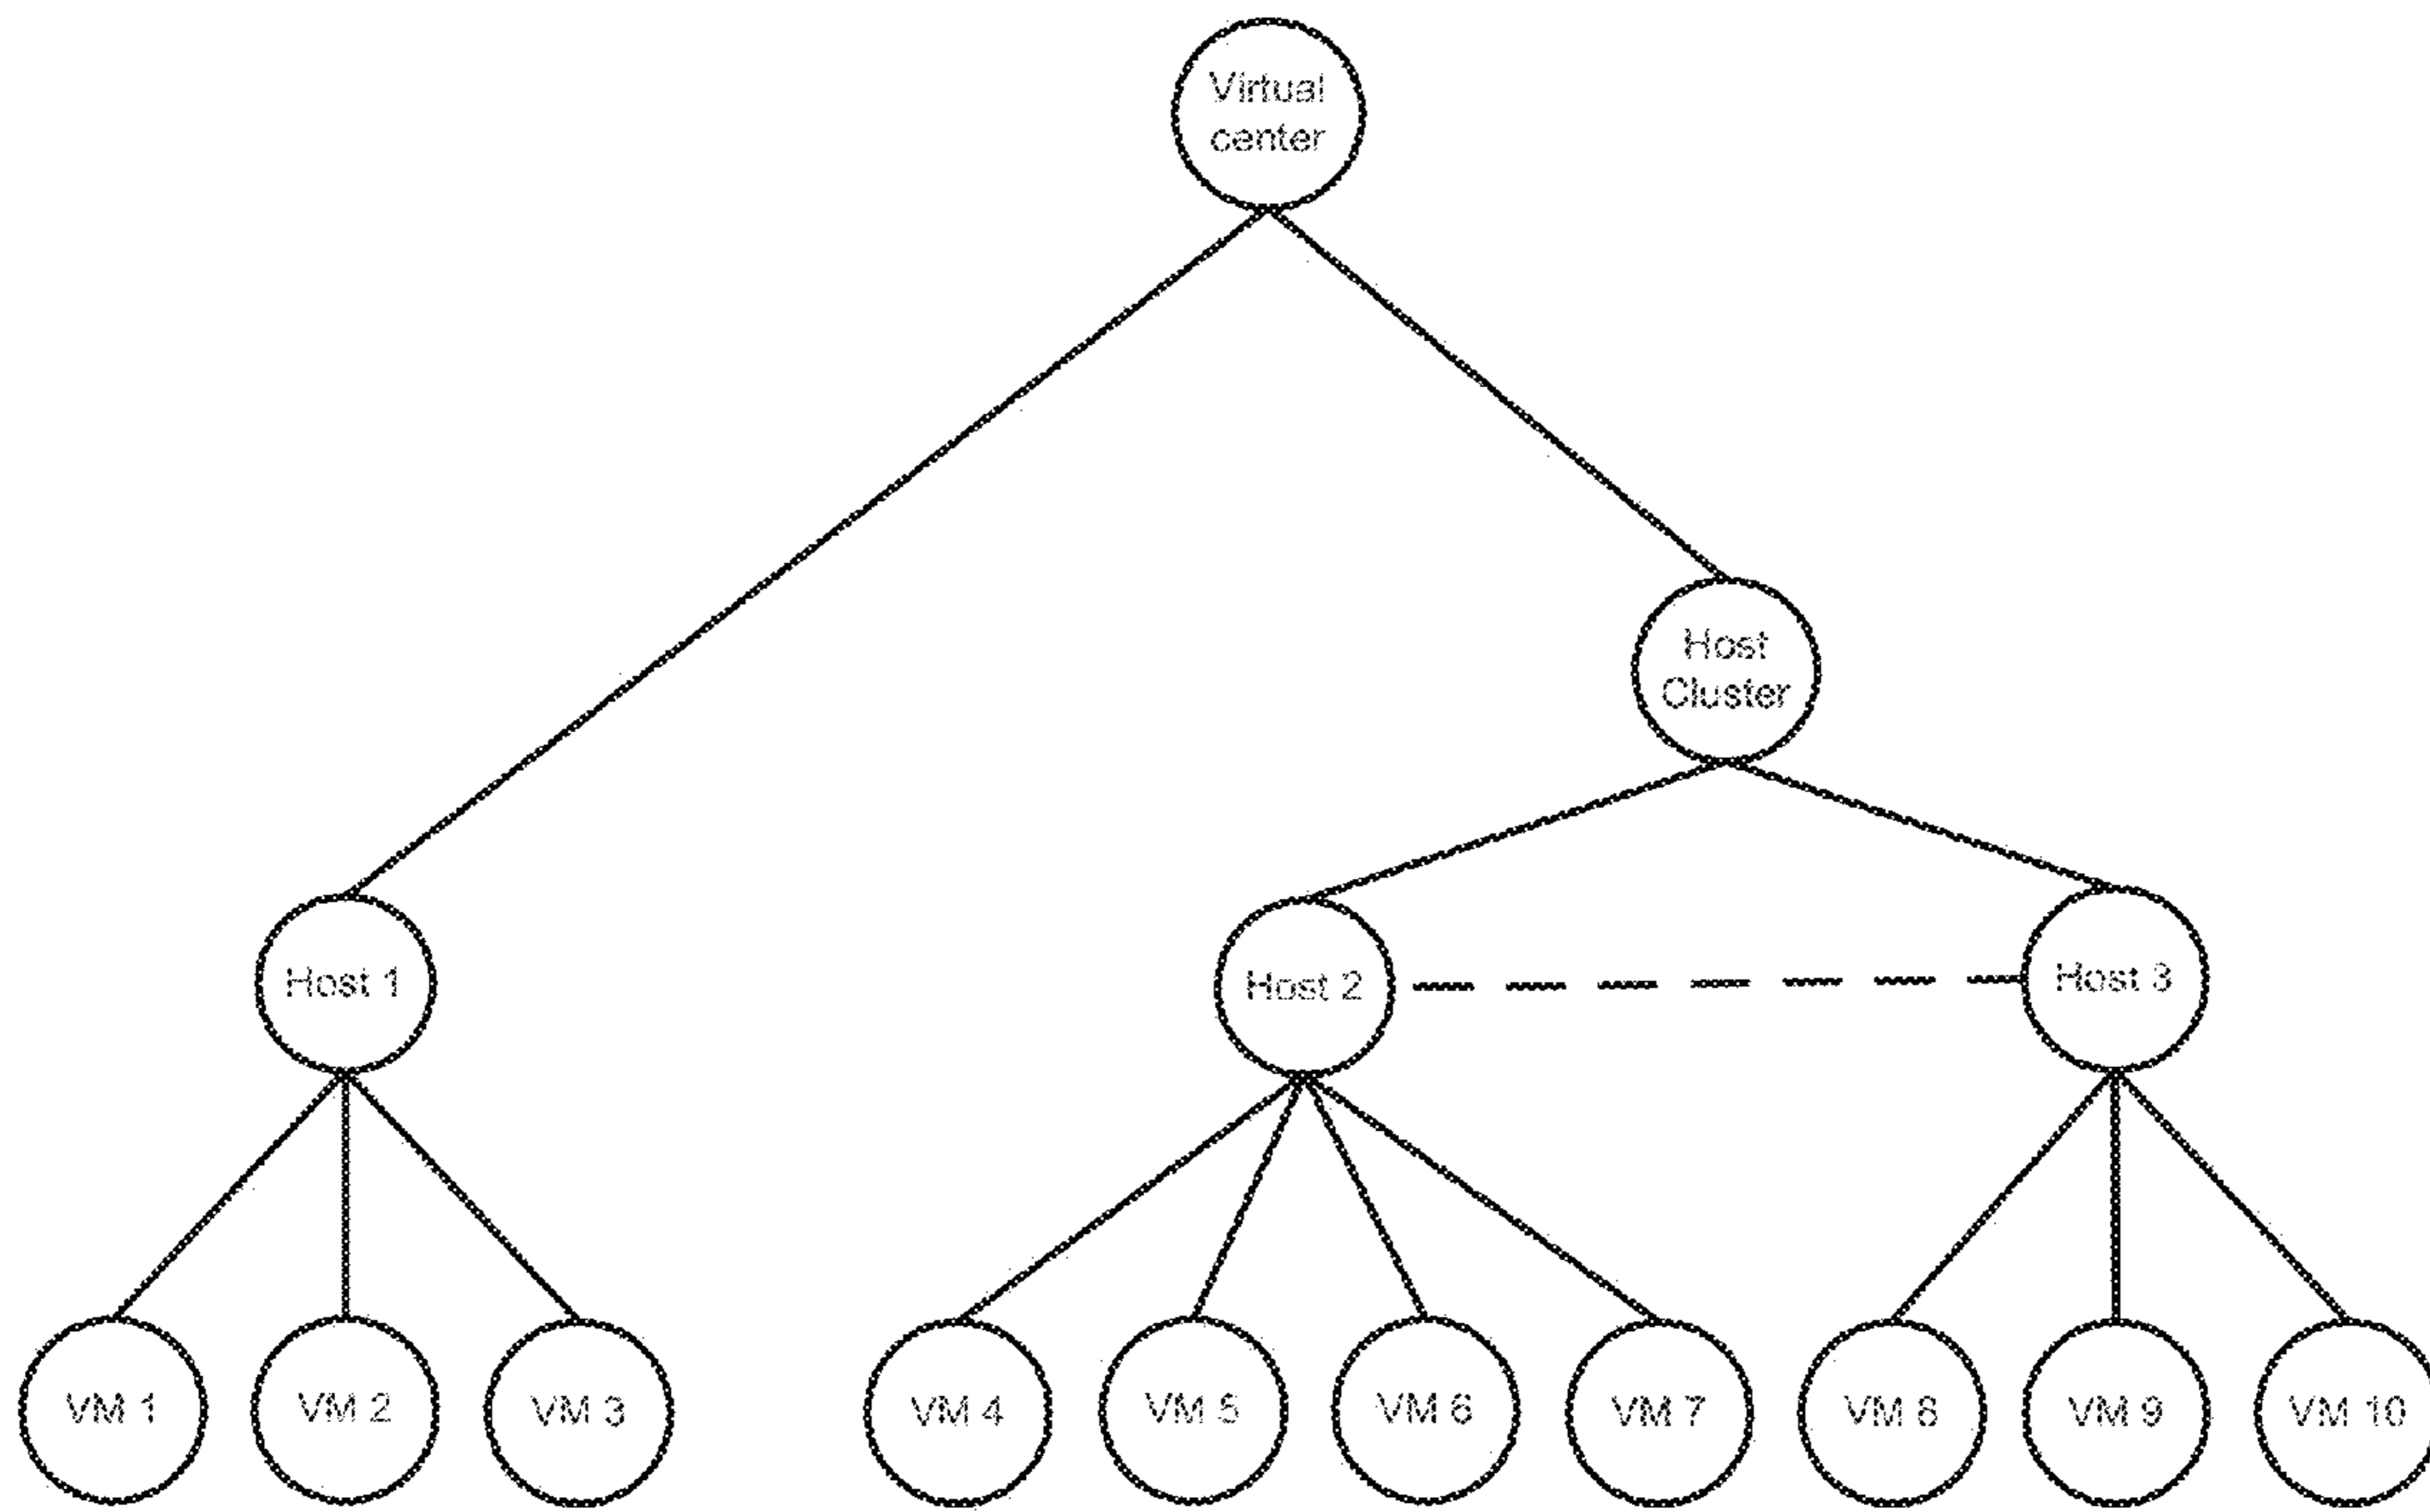 Virtual
center
Host
Cluster
Host 1
Host 2
Host 3
VM 1
VM 2
VM 3
VM 4
VM 5
VM 6
VM 7
VM 8
VM 9
VM 10